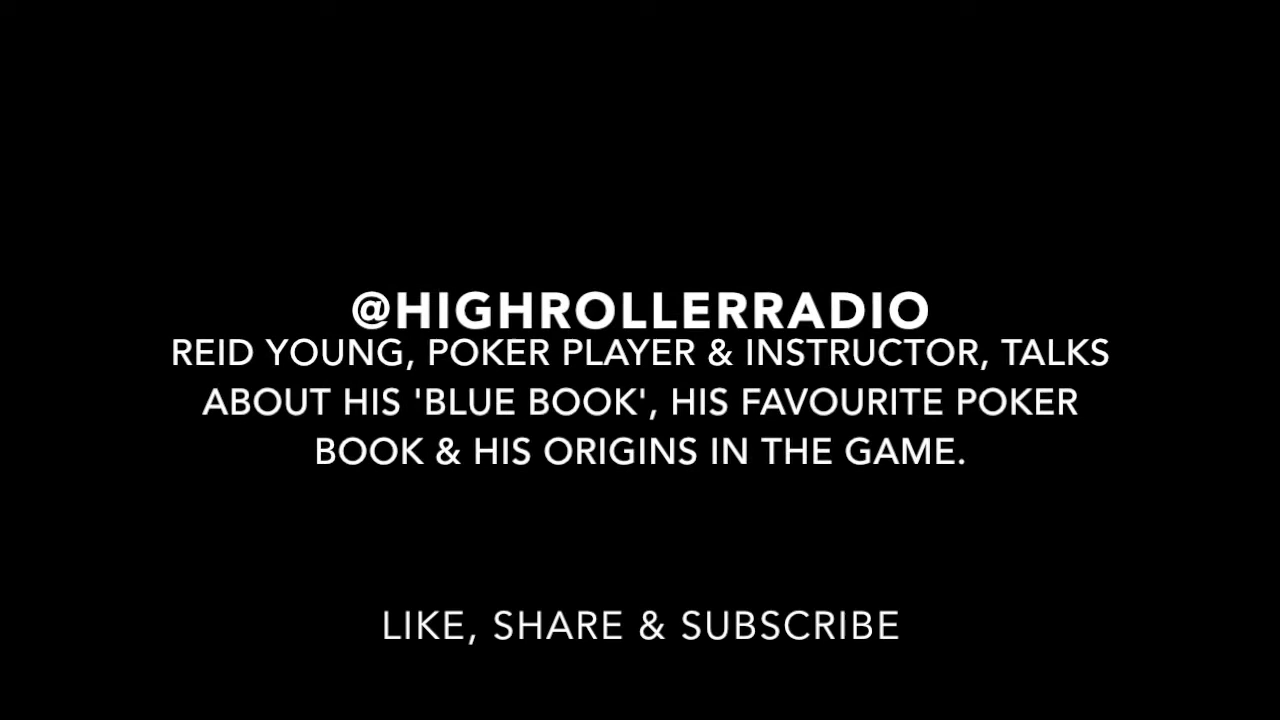 @HIGHROLLERRADIO
REID YOUNG, POKER PLAYER & INSTRUCTOR, TALKS
ABOUT HIS 'BLUE BOOK', HIS FAVOURITE POKER
BOOK & HIS ORIGINS IN THE GAME.
LIKE, SHARE & SUBSCRIBE